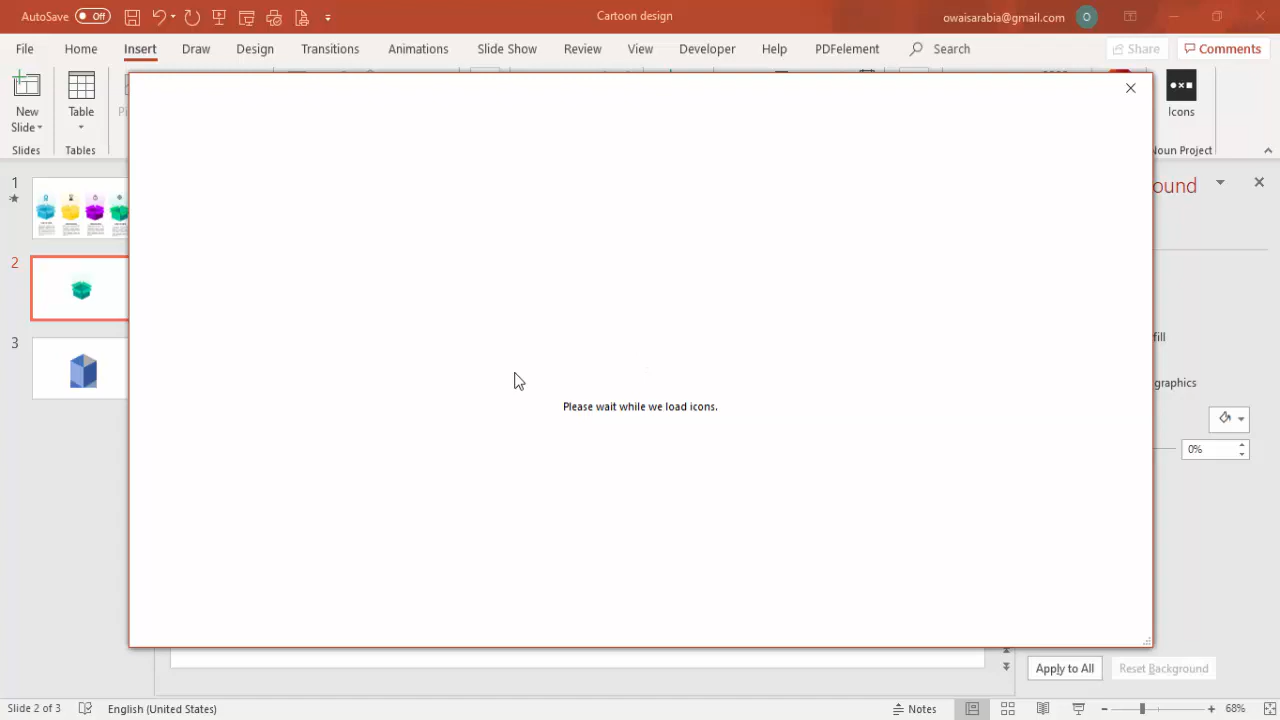 AutoSave Off Cartoon design owaisarabia@gmail.com O
File Home Insert Draw Design Transitions Animations Slide Show Review View Developer Help PDFelement Search Share Comments
New
Slide
Table
Icons
Slides Tables Noun Project
1
2
3
Please wait while we load icons.
ound
fill
graphics
0%
Apply to All Reset Background
Slide 2 of 3 English (United States) Notes 68%